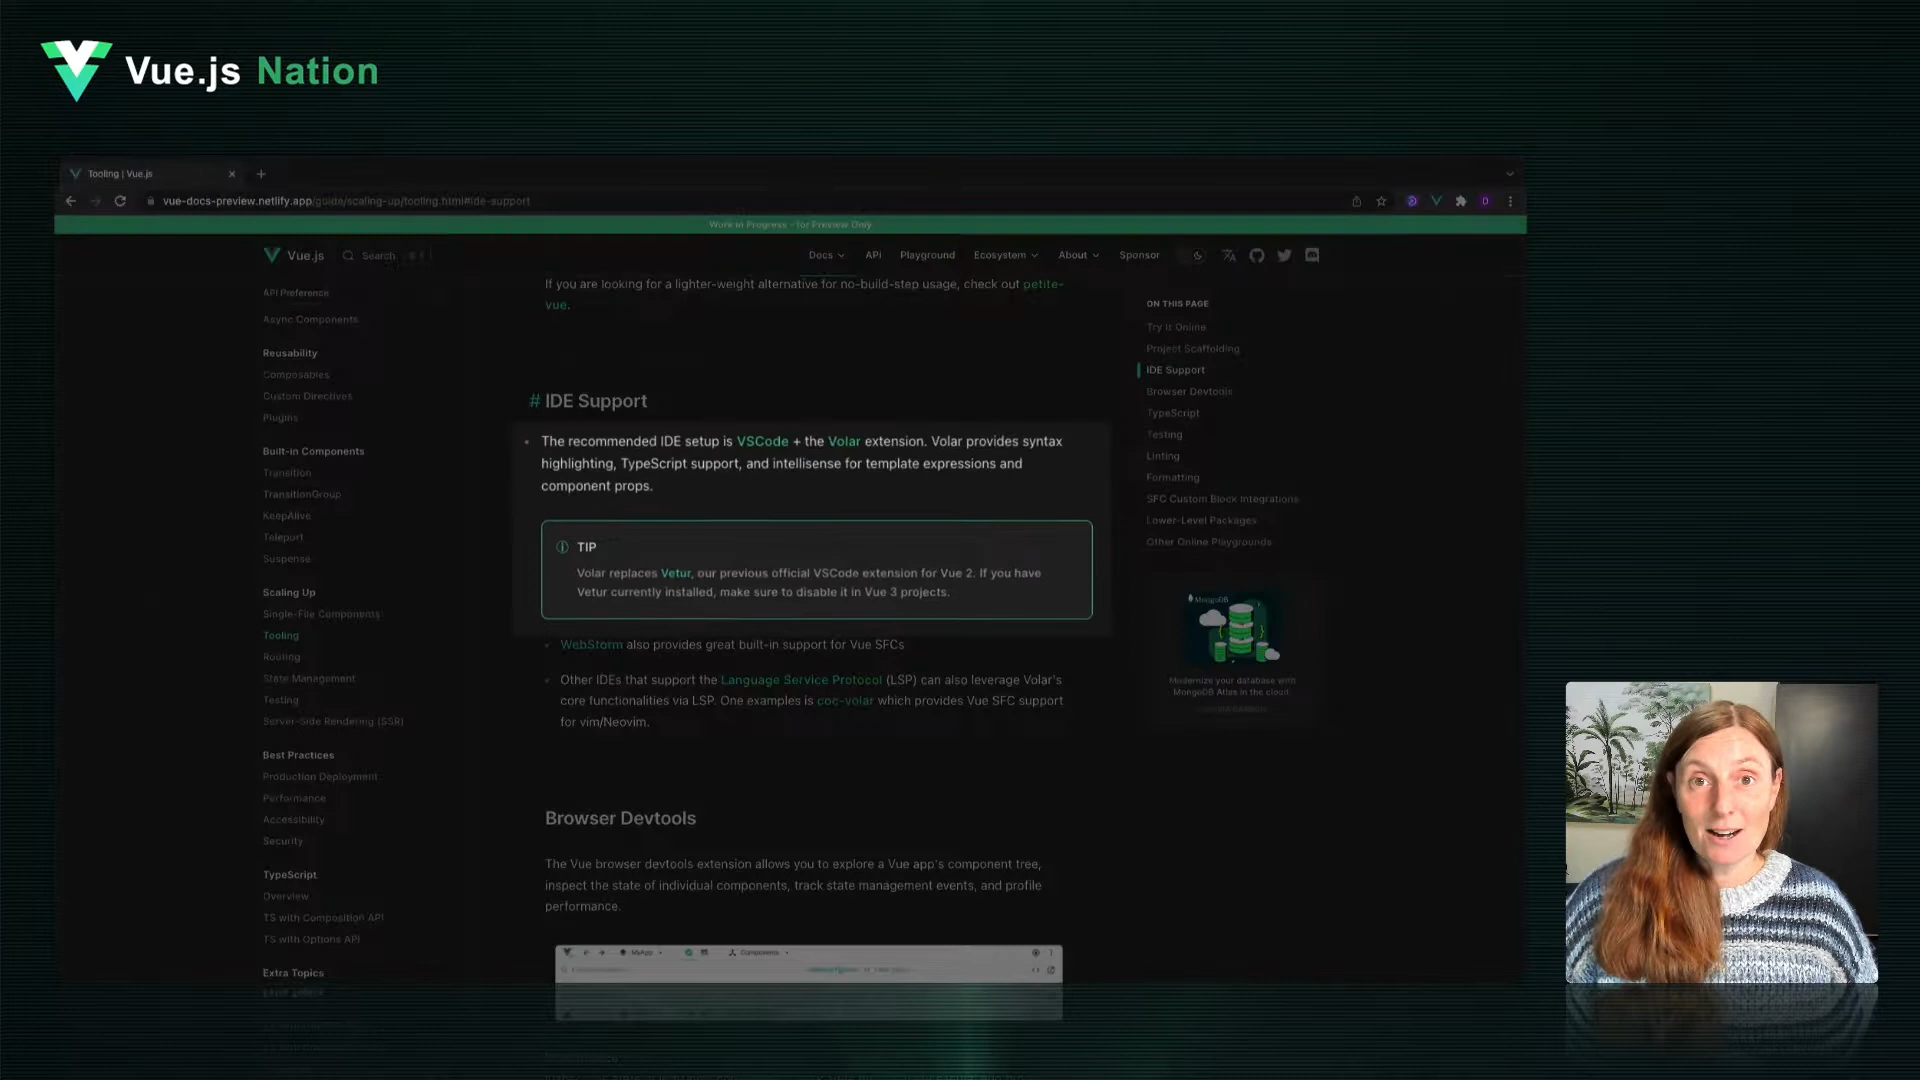 Vue.js Nation
Tooling | Vue.js
vue-docs-preview.netlify.app/guide/scaling-up/tooling.html#ide-support
Work in Progress - for Preview Only
Vue.js
Search
Docs
API
Playground
Ecosystem
About
Sponsor
API Preference
Async Components
Reusability
Composables
Custom Directives
Plugins
Built-in Components
Transition
TransitionGroup
KeepAlive
Teleport
Suspense
Scaling Up
Single-File Components
Tooling
Routing
State Management
Testing
Server-Side Rendering (SSR)
Best Practices
Production Deployment
Performance
Accessibility
Security
TypeScript
Overview
TS with Composition API
TS with Options API
Extra Topics
If you are looking for a lighter-weight alternative for no-build-step usage, check out petite-
vue.
# IDE Support
The recommended IDE setup is VSCode + the Volar extension. Volar provides syntax
highlighting, TypeScript support, and intellisense for template expressions and
component props.
TIP
Volar replaces Vetur, our previous official VSCode extension for Vue 2. If you have
Vetur currently installed, make sure to disable it in Vue 3 projects.
WebStorm also provides great built-in support for Vue SFCs
Other IDEs that support the Language Service Protocol (LSP) can also leverage Volar's
core functionalities via LSP. One examples is coc-volar which provides Vue SFC support
for vim/Neovim.
Browser Devtools
The Vue browser devtools extension allows you to explore a Vue app's component tree,
inspect the state of individual components, track state management events, and profile
performance.
MyApp
Components
ON THIS PAGE
Try It Online
Project Scaffolding
IDE Support
Browser Devtools
TypeScript
Testing
Linting
Formatting
SFC Custom Block Integrations
Lower-Level Packages
Other Online Playgrounds
MongoDB
Modernize your database with
MongoDB Atlas in the cloud.